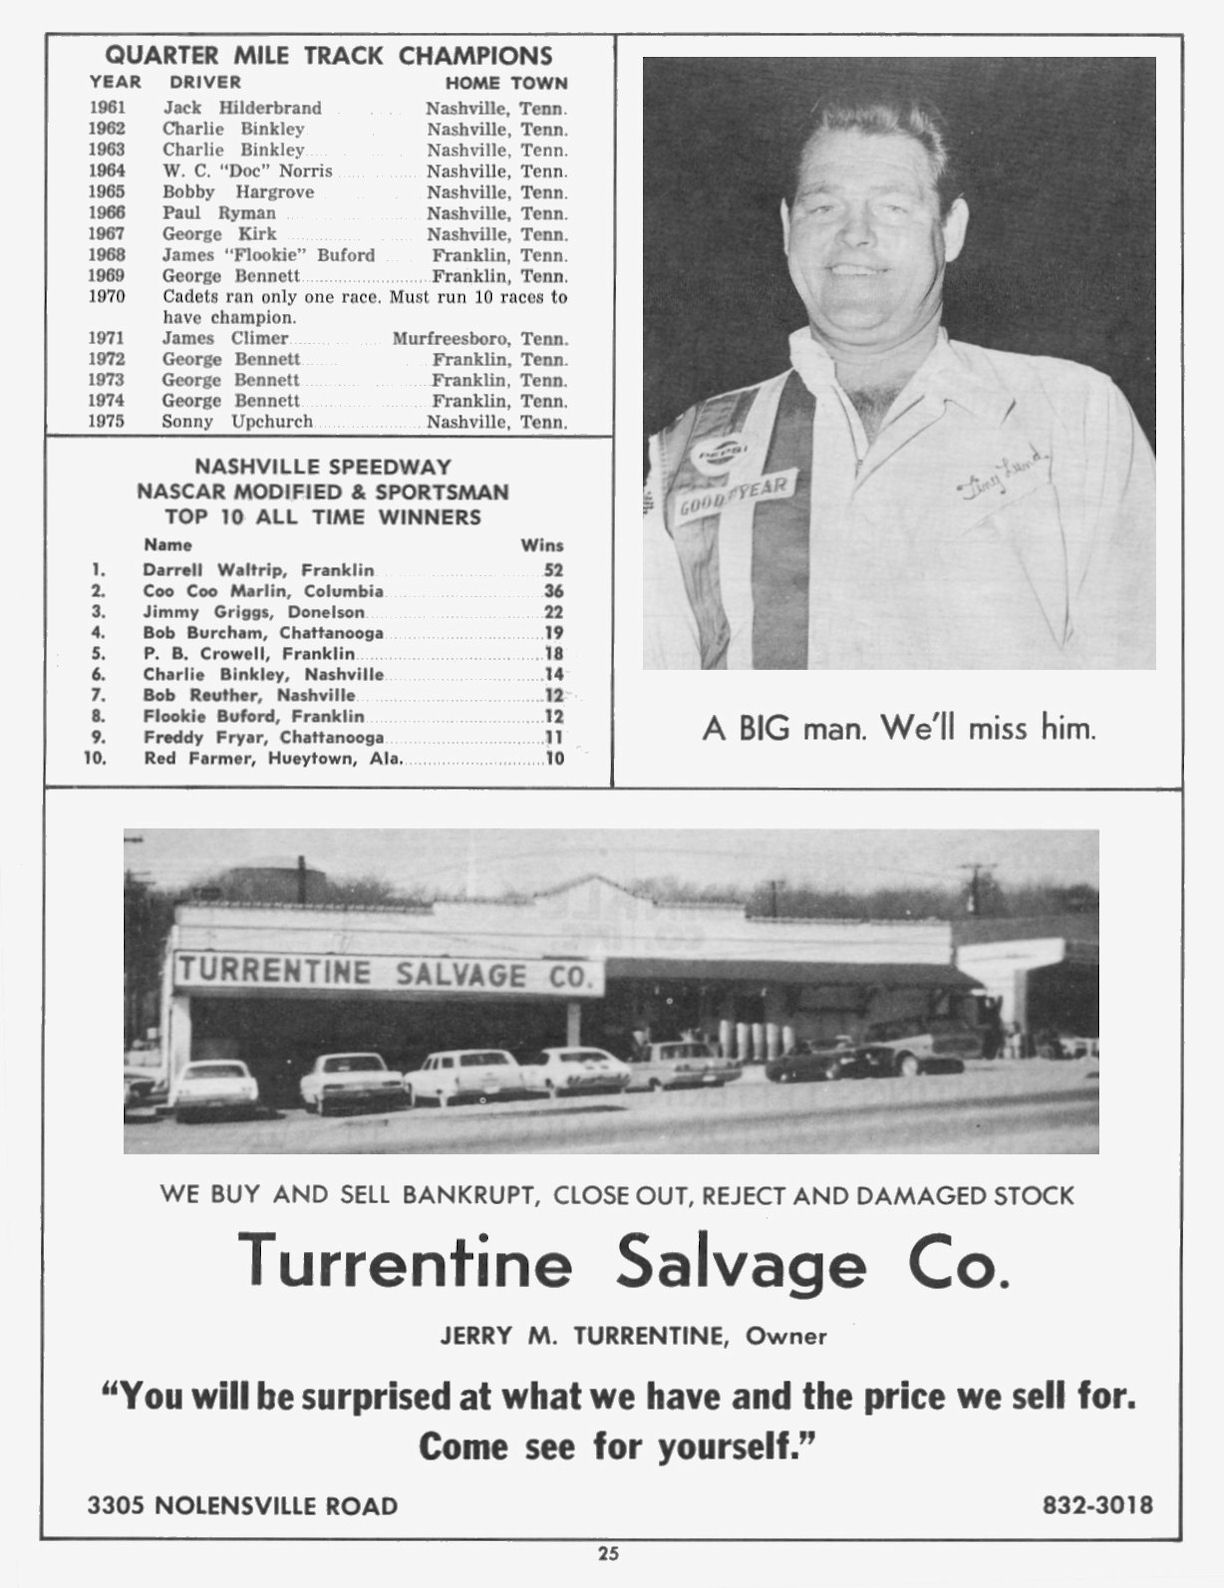 QUARTER MILE TRACK CHAMPIONS
YEAR DRIVER HOME TOWN
1961 Jack Hilderbrand Nashville, Tenn.
1962 Charlie Binkley Nashville, Tenn.
1963 Charlie Binkley Nashville, Tenn.
1964 W. C. “Doc” Norris Nashville, Tenn.
1965 Bobby Hargrove Nashville, Tenn.
1966 Paul Ryman Nashville, Tenn.
1967 George Kirk Nashville, Tenn.
1968 James “Flookie” Buford Franklin, Tenn.
1969 George Bennett Franklin, Tenn.
1970 Cadets ran only one race. Must run 10 races to
have champion.
1971 James Climer Murfreesboro, Tenn.
1972 George Bennett Franklin, Tenn.
1973 George Bennett Franklin, Tenn.
1974 George Bennett Franklin, Tenn.
1975 Sonny Upchurch Nashville, Tenn.
NASHVILLE SPEEDWAY
NASCAR MODIFIED & SPORTSMAN
TOP 10 ALL TIME WINNERS
Name Wins
1. Darrell Waltrip, Franklin 52
2. Coo Coo Marlin, Columbia 36
3. Jimmy Griggs, Donelson 22
4. Bob Burcham, Chattanooga 19
5. P. B. Crowell, Franklin 18
6. Charlie Binkley, Nashville 14
7. Bob Reuther, Nashville 12
8. Flookie Buford, Franklin 12
9. Freddy Fryar, Chattanooga 11
10. Red Farmer, Hueytown, Ala. 10
PEPSI
GOODYEAR
Tiny Lund
A BIG man. We’ll miss him.
TURRENTINE SALVAGE CO.
WE BUY AND SELL BANKRUPT, CLOSE OUT, REJECT AND DAMAGED STOCK
Turrentine Salvage Co.
JERRY M. TURRENTINE, Owner
“You will be surprised at what we have and the price we sell for.
Come see for yourself.”
3305 NOLENSVILLE ROAD 832-3018
25